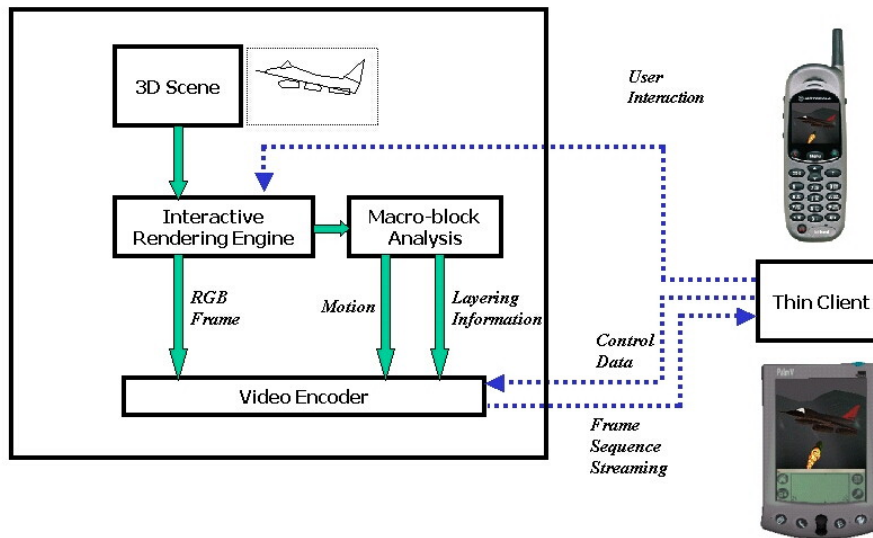 3D Scene
User
Interaction
Interactive
Rendering Engine
Macro-block
Analysis
RGB
Frame
Motion
Layering
Information
Thin Client
Control
Data
Video Encoder
Frame
Sequence
Streaming